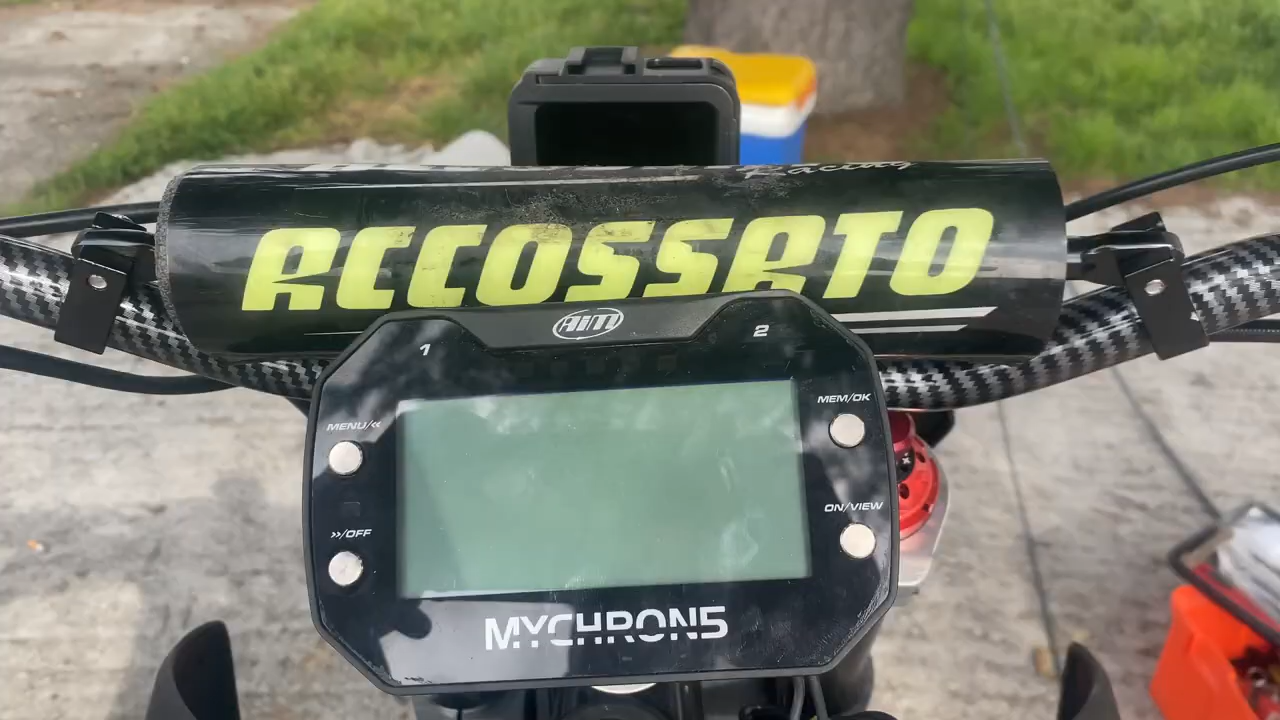 Racing
ACCOSSATO
AiM
1
2
MENU/<<
MEM/OK
>>/OFF
ON/VIEW
MYCHRON5